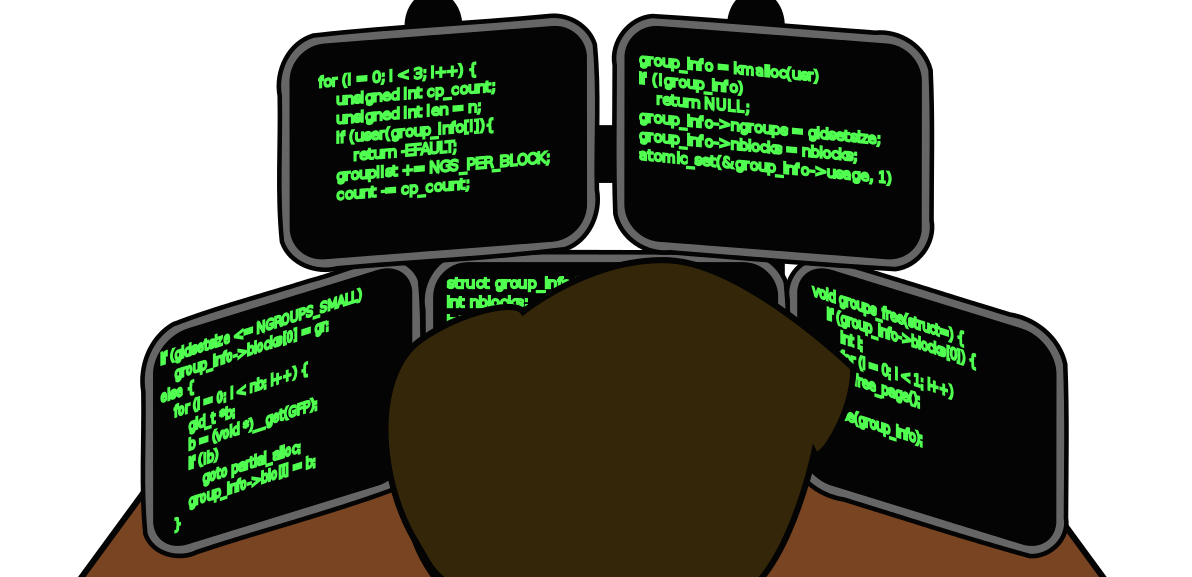 for (i = 0; i < 3; i++) {
unsigned int cp_count;
unsigned int len = n;
if (user(group_info[i]){
return -EFAULT;
grouplist += NGS_PER_BLOCK;
count -= cp_count;
group_info = kmalloc(usr)
if (!group_info)
return NULL;
group_info->ngroups = gidsetsize;
group_info->nblocks = nblocks;
atomic_set(&group_info->usage, 1)
if (gidsetsize <= NGROUPS_SMALL)
group_info->blocks[0] = gr;
else {
for (i = 0; i < nb; i++) {
gid_t *b;
b = (void *)__get(GFP);
if (!b)
goto partial_alloc;
group_info->blo[i] = b;
}
struct group_info
int nblocks;
void groups_free(struct*) {
if (group_info->blocks[0]) {
int i;
(i = 0; i < 1; i++)
free_page();
(group_info);